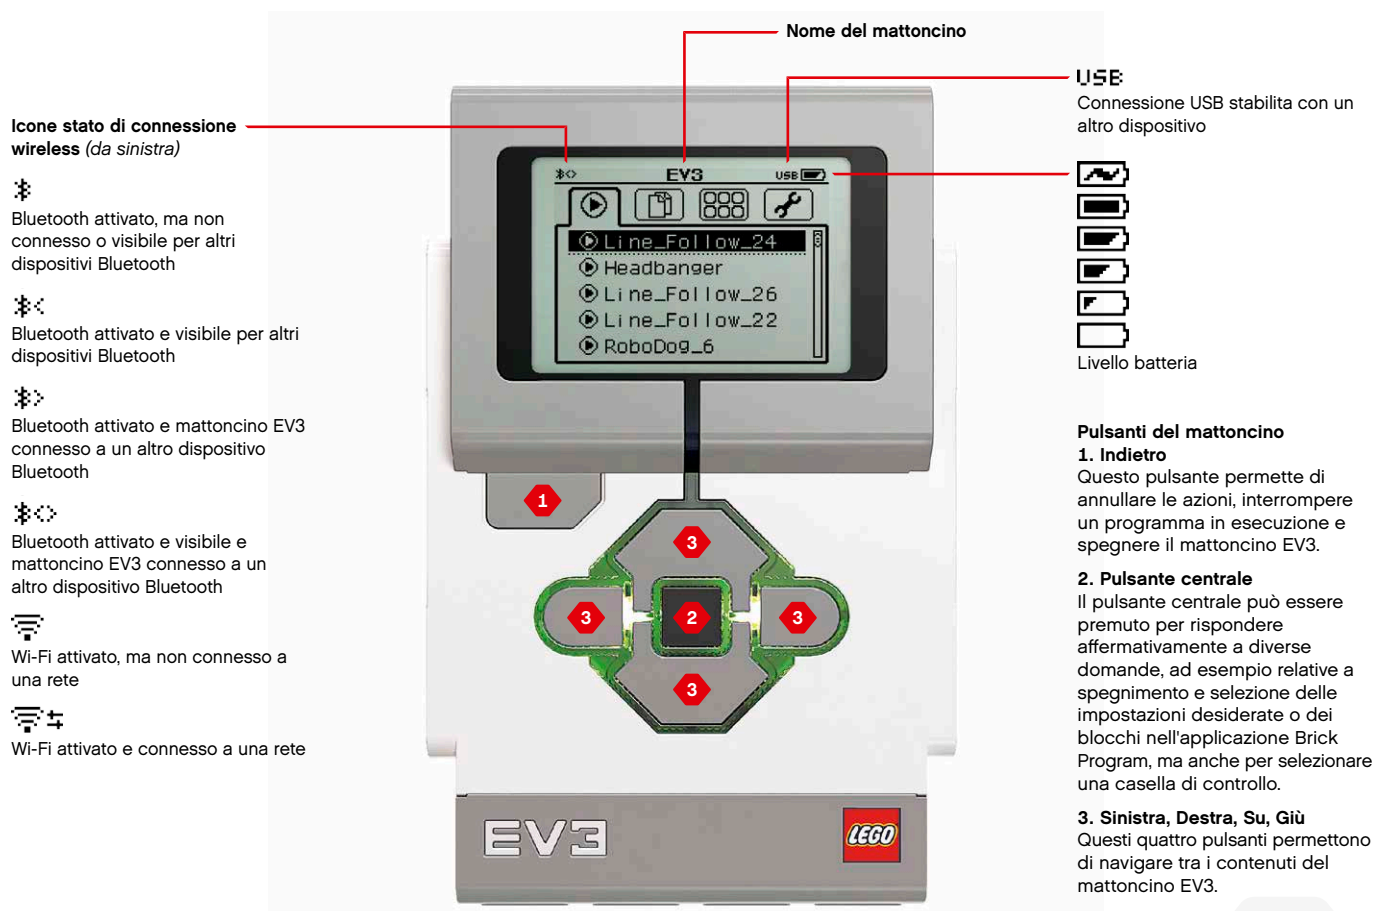 Nome del mattoncino
USB
Connessione USB stabilita con un
altro dispositivo
Icone stato di connessione
wireless (da sinistra)
Bluetooth attivato, ma non
connesso o visibile per altri
dispositivi Bluetooth
Bluetooth attivato e visibile per altri
dispositivi Bluetooth
Bluetooth attivato e mattoncino EV3
connesso a un altro dispositivo
Bluetooth
Bluetooth attivato e visibile e
mattoncino EV3 connesso a un
altro dispositivo Bluetooth
Wi-Fi attivato, ma non connesso a
una rete
Wi-Fi attivato e connesso a una rete
EV3
USB
Line_Follow_24
Headbanger
Line_Follow_26
Line_Follow_22
RoboDog_6
1
3
3
2
3
3
EV3
LEGO
Livello batteria
Pulsanti del mattoncino
1. Indietro
Questo pulsante permette di
annullare le azioni, interrompere
un programma in esecuzione e
spegnere il mattoncino EV3.
2. Pulsante centrale
Il pulsante centrale può essere
premuto per rispondere
affermativamente a diverse
domande, ad esempio relative a
spegnimento e selezione delle
impostazioni desiderate o dei
blocchi nell'applicazione Brick
Program, ma anche per selezionare
una casella di controllo.
3. Sinistra, Destra, Su, Giù
Questi quattro pulsanti permettono
di navigare tra i contenuti del
mattoncino EV3.